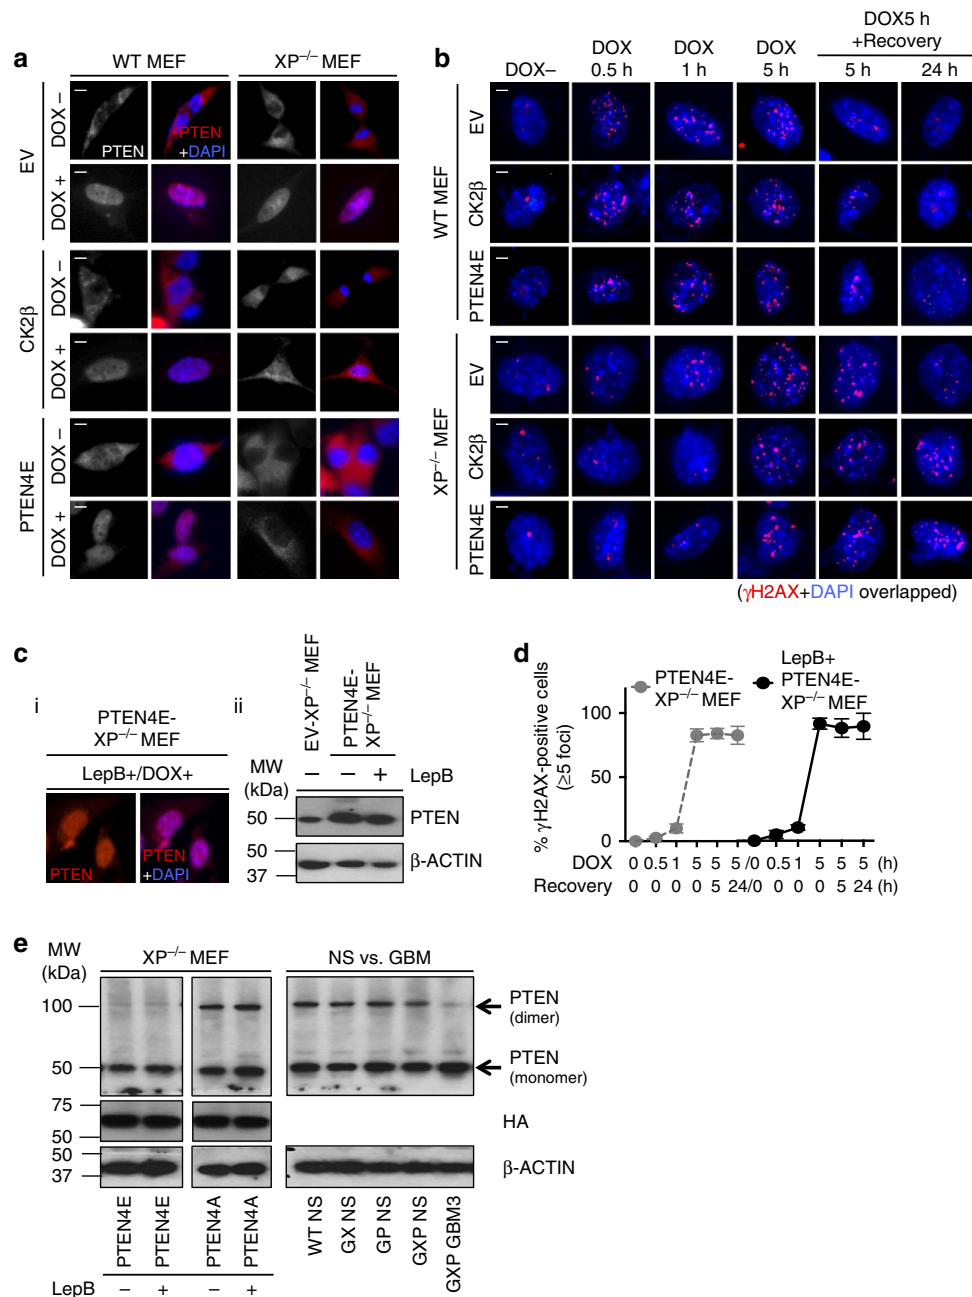 a
WT MEF
XP−/− MEF
EV
DOX −
PTEN
PTEN
+DAPI
DOX +
CK2β
DOX −
DOX +
PTEN4E
DOX −
DOX +
b
DOX−
DOX
0.5 h
DOX
1 h
DOX
5 h
DOX5 h
+Recovery
5 h
24 h
WT MEF
EV
CK2β
PTEN4E
XP−/− MEF
EV
CK2β
PTEN4E
(γH2AX+DAPI overlapped)
c
i
PTEN4E-
XP−/− MEF
LepB+/DOX+
PTEN
PTEN
+DAPI
ii
EV-XP−/− MEF
PTEN4E-
XP−/− MEF
MW
(kDa)
− − + LepB
50
PTEN
50
37
β-ACTIN
d
PTEN4E-
XP−/− MEF
LepB+
PTEN4E-
XP−/− MEF
% γH2AX-positive cells
(≥5 foci)
100
50
0
DOX 0 0.5 1 5 5 5 /0 0.5 1 5 5 5 (h)
Recovery 0 0 0 0 5 24/0 0 0 0 5 24 (h)
e
MW
(kDa)
XP−/− MEF
NS vs. GBM
100
PTEN
(dimer)
50
PTEN
(monomer)
75
50
HA
50
37
β-ACTIN
PTEN4E
PTEN4E
PTEN4A
PTEN4A
WT NS
GX NS
GP NS
GXP NS
GXP GBM3
LepB − + − +